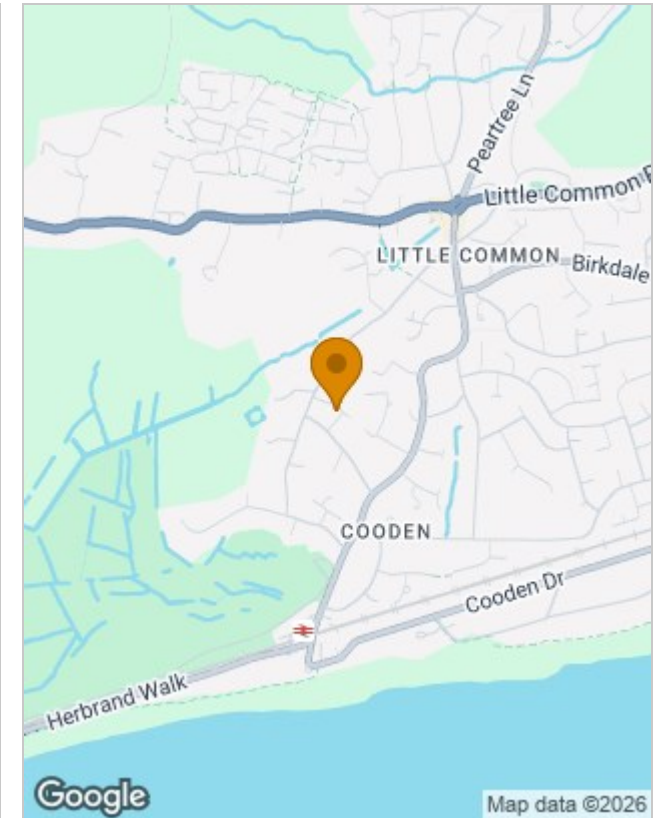 Peartree Ln
Little Common R
LITTLE COMMON
Birkdale
COODEN
Cooden Dr
Herbrand Walk
Google
Map data ©2026